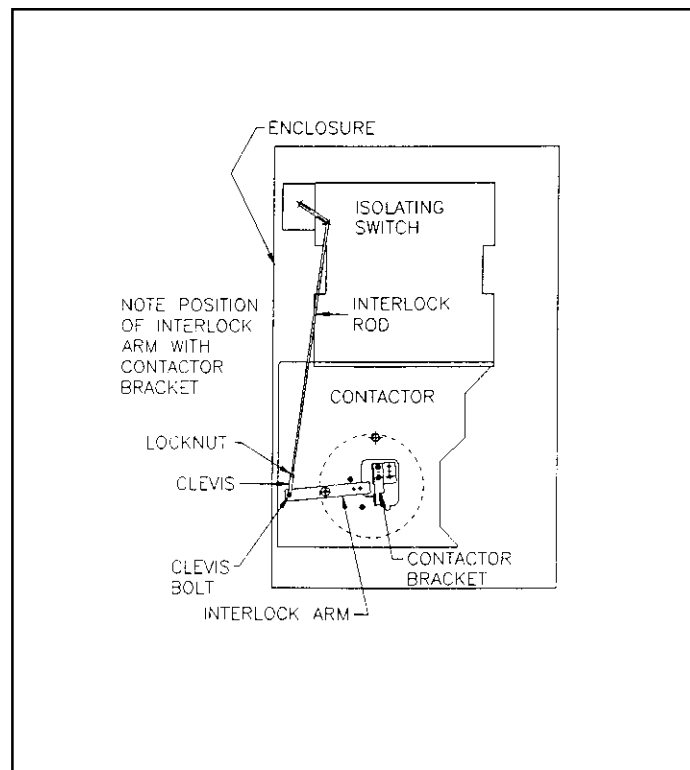 ENCLOSURE
ISOLATING
SWITCH
NOTE POSITION
OF INTERLOCK
ARM WITH
CONTACTOR
BRACKET
INTERLOCK
ROD
CONTACTOR
LOCKNUT
CLEVIS
CLEVIS
BOLT
CONTACTOR
BRACKET
INTERLOCK ARM